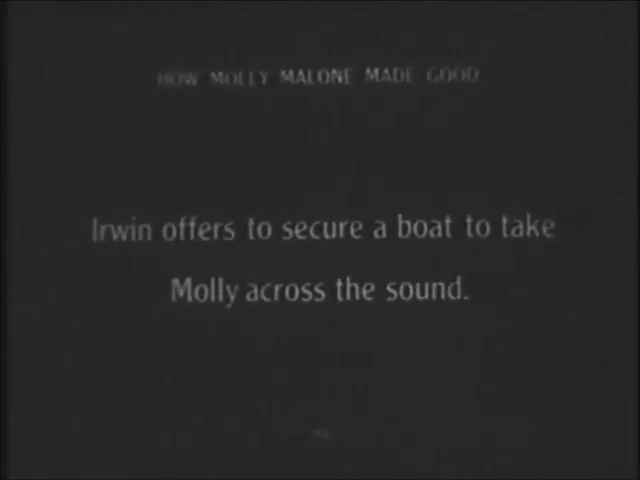 HOW MOLLY MALONE MADE GOOD
Irwin offers to secure a boat to take
Molly across the sound.